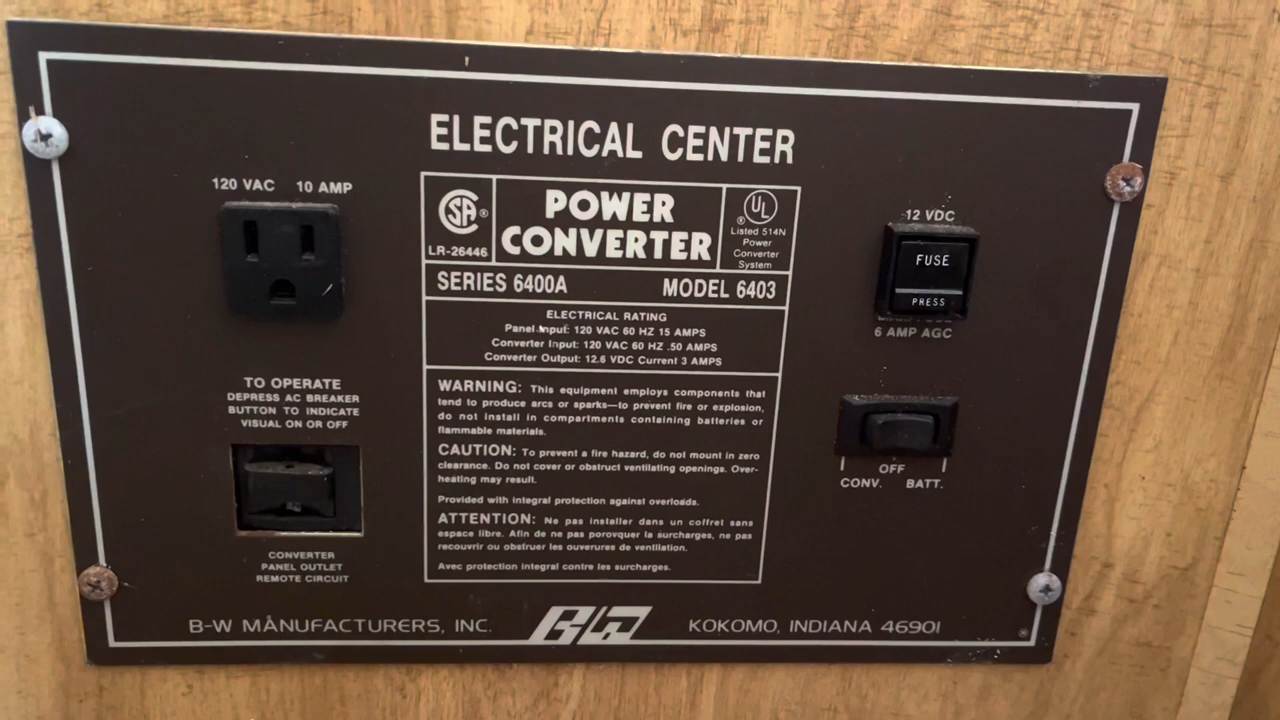 ELECTRICAL CENTER
120 VAC 10 AMP
CSA®
LR-26446
POWER
CONVERTER
®UL
Listed 514N
Power
Converter
System
SERIES 6400A MODEL 6403
ELECTRICAL RATING
Panel Input: 120 VAC 60 HZ 15 AMPS
Converter Input: 120 VAC 60 HZ .50 AMPS
Converter Output: 12.6 VDC Current 3 AMPS
WARNING: This equipment employs components that
tend to produce arcs or sparks—to prevent fire or explosion,
do not install in compartments containing batteries or
flammable materials.
CAUTION: To prevent a fire hazard, do not mount in zero
clearance. Do not cover or obstruct ventilating openings. Over-
heating may result.
Provided with integral protection against overloads.
ATTENTION: Ne pas installer dans un coffret sans
espace libre. Afin de ne pas porovquer la surcharges, ne pas
recouvrir ou obstruer les ouverures de ventilation.
Avec protection integral contre les surcharges.
TO OPERATE
DEPRESS AC BREAKER
BUTTON TO INDICATE
VISUAL ON OR OFF
CONVERTER
PANEL OUTLET
REMOTE CIRCUIT
12 VDC
FUSE
PRESS
6 AMP AGC
OFF
CONV. BATT.
B-W MANUFACTURERS, INC. BW KOKOMO, INDIANA 46901